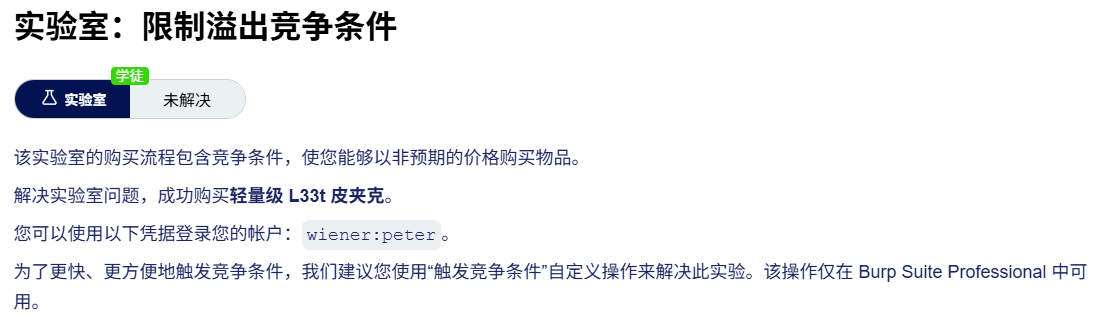 实验室：限制溢出竞争条件
学徒
实验室 未解决
该实验室的购买流程包含竞争条件，使您能够以非预期的价格购买物品。
解决实验室问题，成功购买轻量级 L33t 皮夹克。
您可以使用以下凭据登录您的帐户：wiener:peter。
为了更快、更方便地触发竞争条件，我们建议您使用“触发竞争条件”自定义操作来解决此实验。该操作仅在 Burp Suite Professional 中可
用。